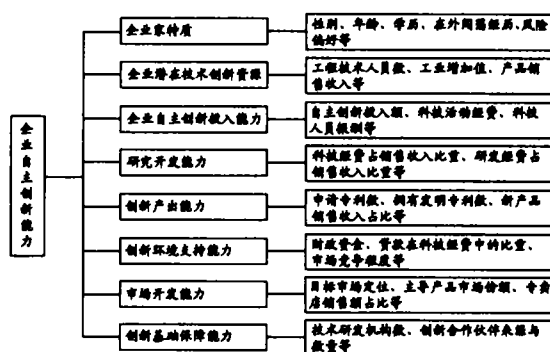 企业自主创新能力
企业家特质
性别、年龄、学历、在外闯荡经历、风险
偏好等
企业潜在技术创新资源
工程技术人员数、工业增加值、产品销
售收入等
企业自主创新投入能力
自主创新投入额、科技活动经费、科技
人员报酬等
研究开发能力
科技经费占销售收入比重、研发经费占
销售收入比重等
创新产出能力
申请专利数、拥有发明专利数、新产品
销售收入占比等
创新环境支持能力
财政资金、贷款在科技经费中的比重、
市场竞争程度等
市场开发能力
目标市场定位、主导产品市场份额、专卖
店销售额占比等
创新基础保障能力
技术研发机构数、创新合作伙伴来源与
数量等